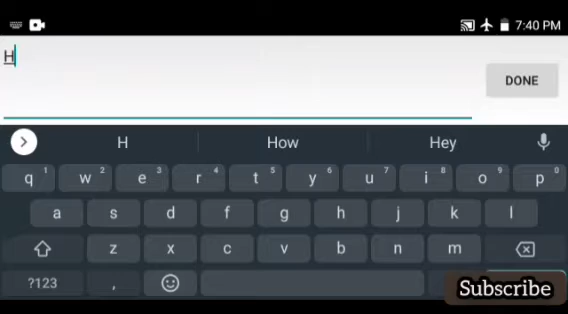 7:40 PM
H
DONE
H How Hey
q 1 w 2 e 3 r 4 t 5 y 6 u 7 i 8 o 9 p 0
a s d f g h j k l
z x c v b n m
?123 ,
Subscribe